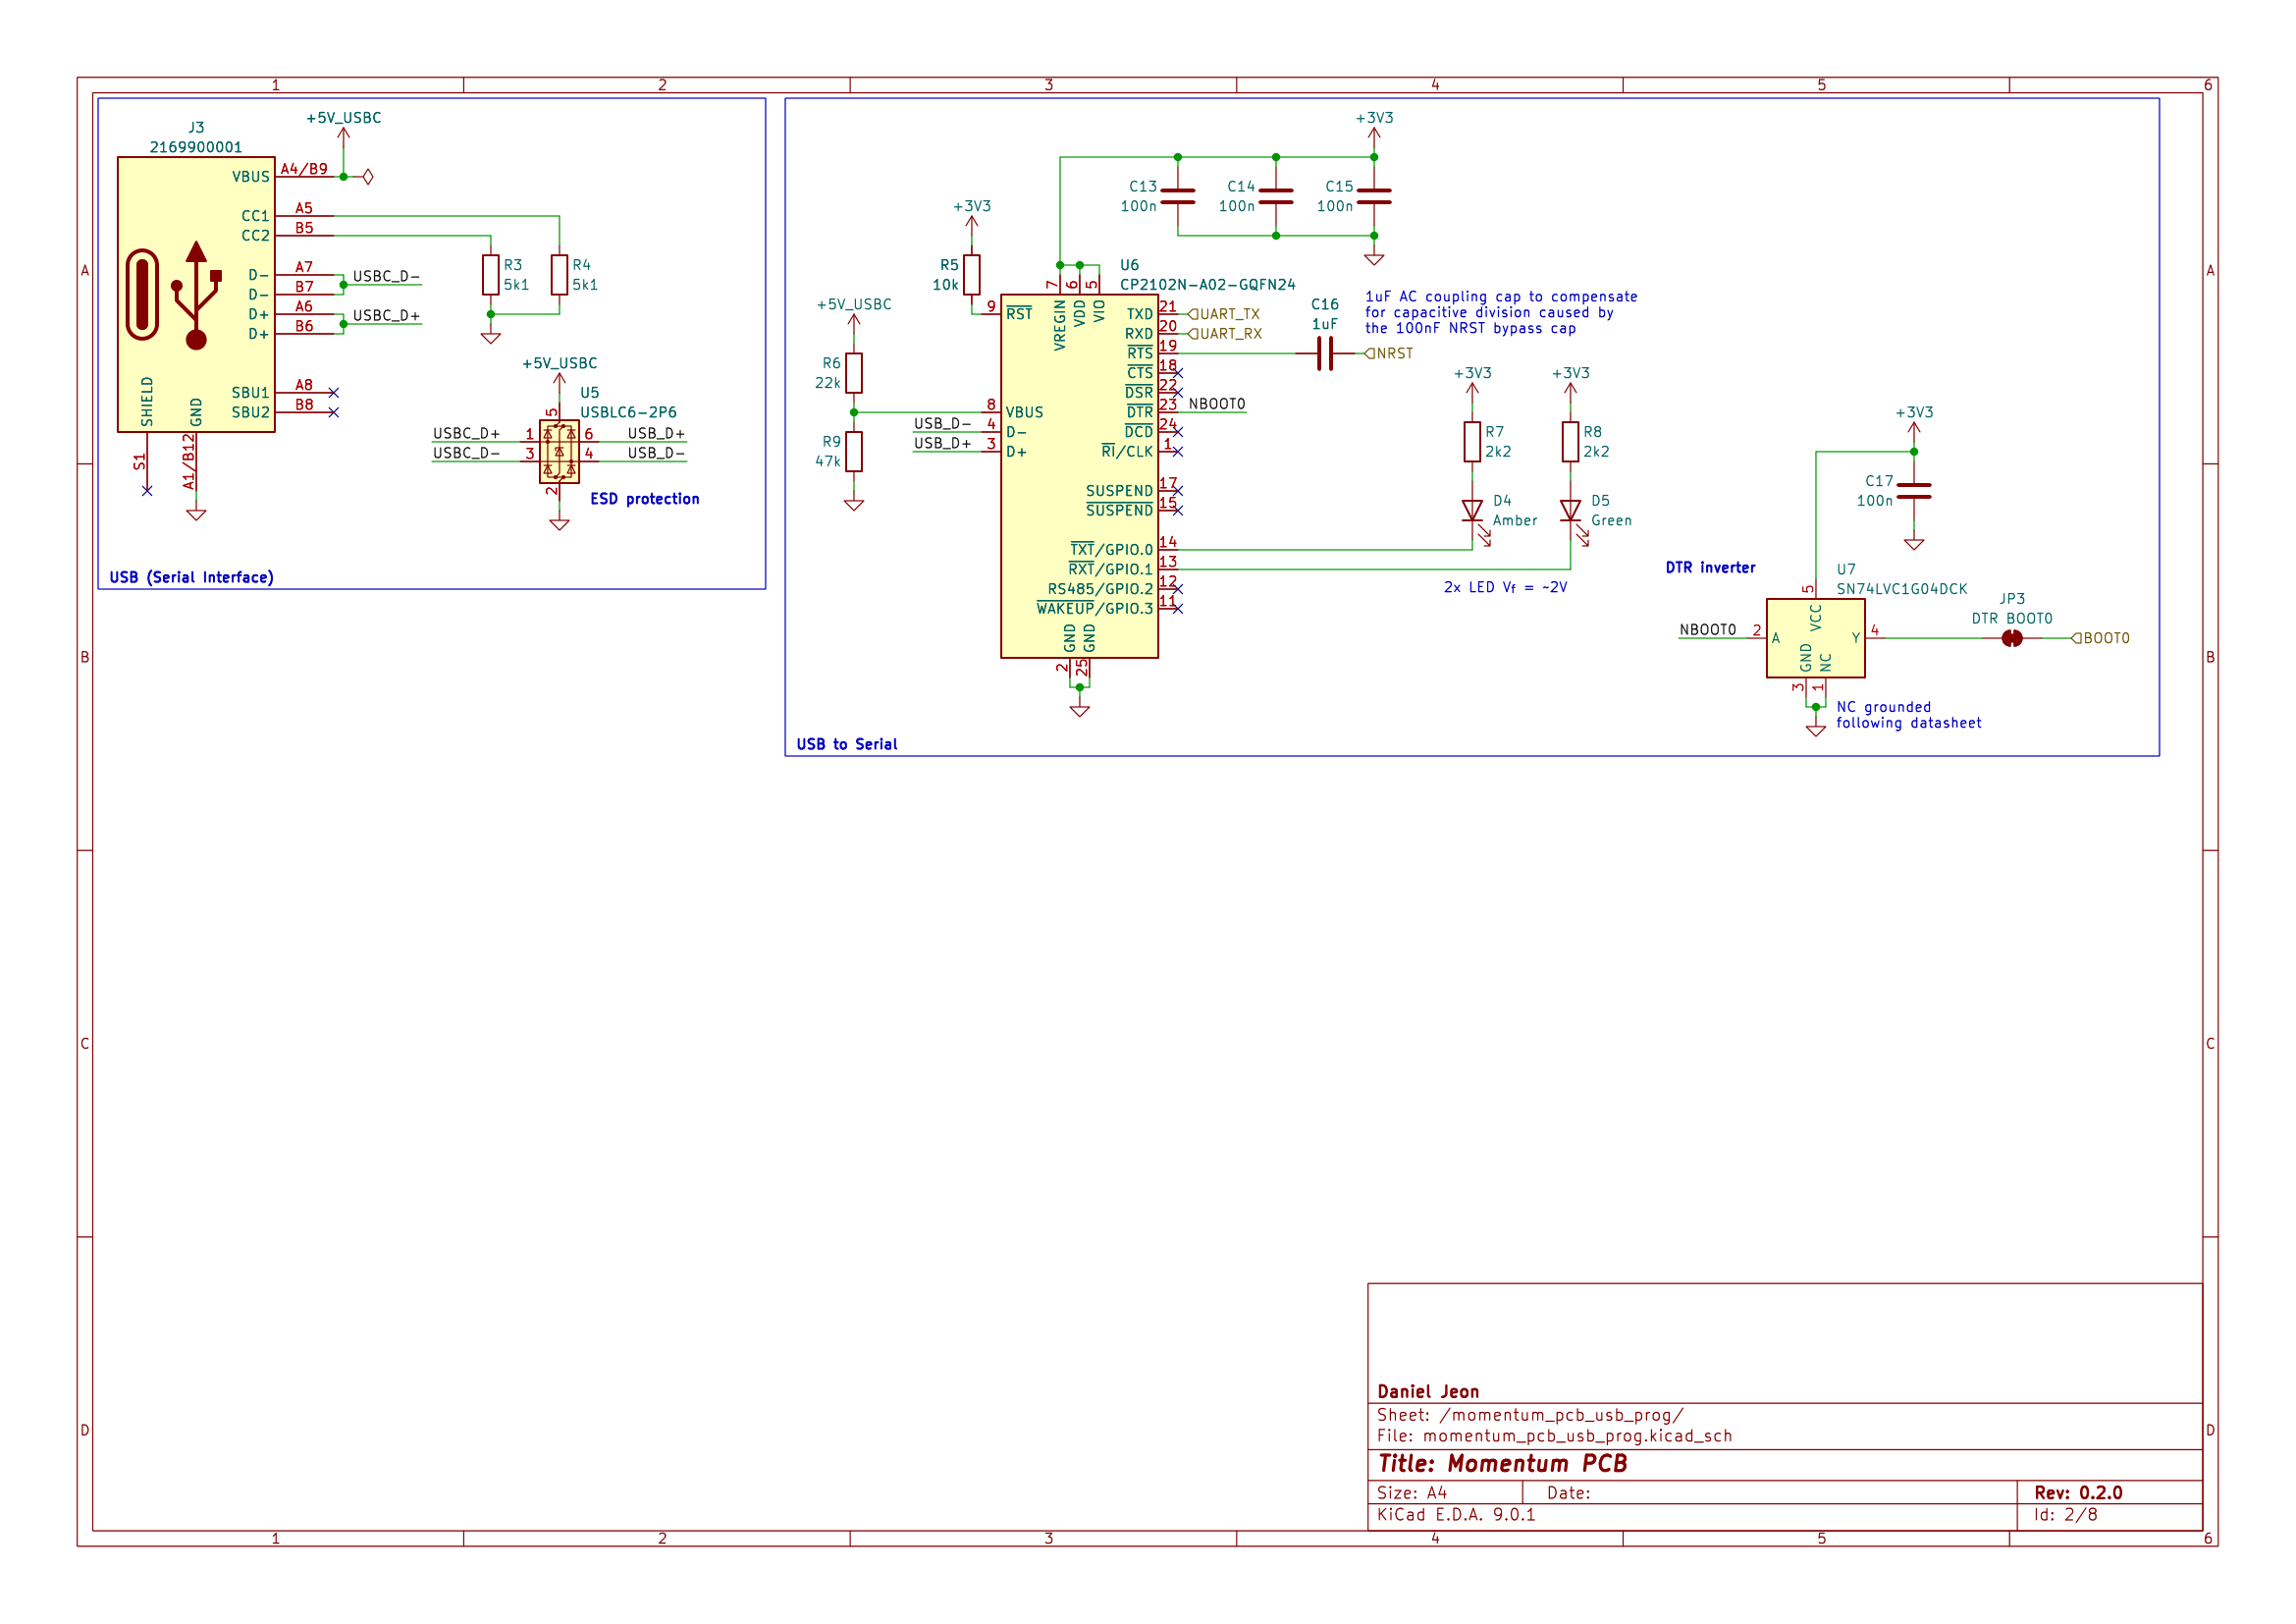 1 2 3 4 5 6
A
B
C
D
A
B
C
D
+5V_USBC
J3
2169900001
VBUS A4/B9
CC1 A5
CC2 B5
D- A7
D- B7
D+ A6
D+ B6
SBU1 A8
SBU2 B8
SHIELD
S1
GND
A1/B12
USBC_D-
USBC_D+
R3
5k1
R4
5k1
+5V_USBC
U5
USBLC6-2P6
USBC_D+ 1
USBC_D- 3
6 USB_D+
4 USB_D-
5
2
ESD protection
USB (Serial Interface)
+3V3
C13
100n
C14
100n
C15
100n
+3V3
R5
10k
+5V_USBC
R6
22k
R9
47k
USB_D-
USB_D+
U6
CP2102N-A02-GQFN24
7 6 5
VREGIN
VDD
VIO
9 RST
8 VBUS
4 D-
3 D+
TXD 21 UART_TX
RXD 20 UART_RX
RTS 19
CTS 18
DSR 22
DTR 23 NBOOT0
DCD 24
RI/CLK 1
SUSPEND 17
SUSPEND 15
TXT/GPIO.0 14
RXT/GPIO.1 13
RS485/GPIO.2 12
WAKEUP/GPIO.3 11
GND
GND
2 25
C16
1uF
NRST
1uF AC coupling cap to compensate
for capacitive division caused by
the 100nF NRST bypass cap
+3V3
R7
2k2
D4
Amber
+3V3
R8
2k2
D5
Green
2x LED Vf = ~2V
+3V3
C17
100n
DTR inverter
U7
SN74LVC1G04DCK
5
VCC
NBOOT0 2 A
Y 4
GND
NC
3 1
JP3
DTR BOOT0
BOOT0
NC grounded
following datasheet
USB to Serial
Daniel Jeon
Sheet: /momentum_pcb_usb_prog/
File: momentum_pcb_usb_prog.kicad_sch
Title: Momentum PCB
Size: A4 Date: Rev: 0.2.0
KiCad E.D.A. 9.0.1 Id: 2/8
1 2 3 4 5 6